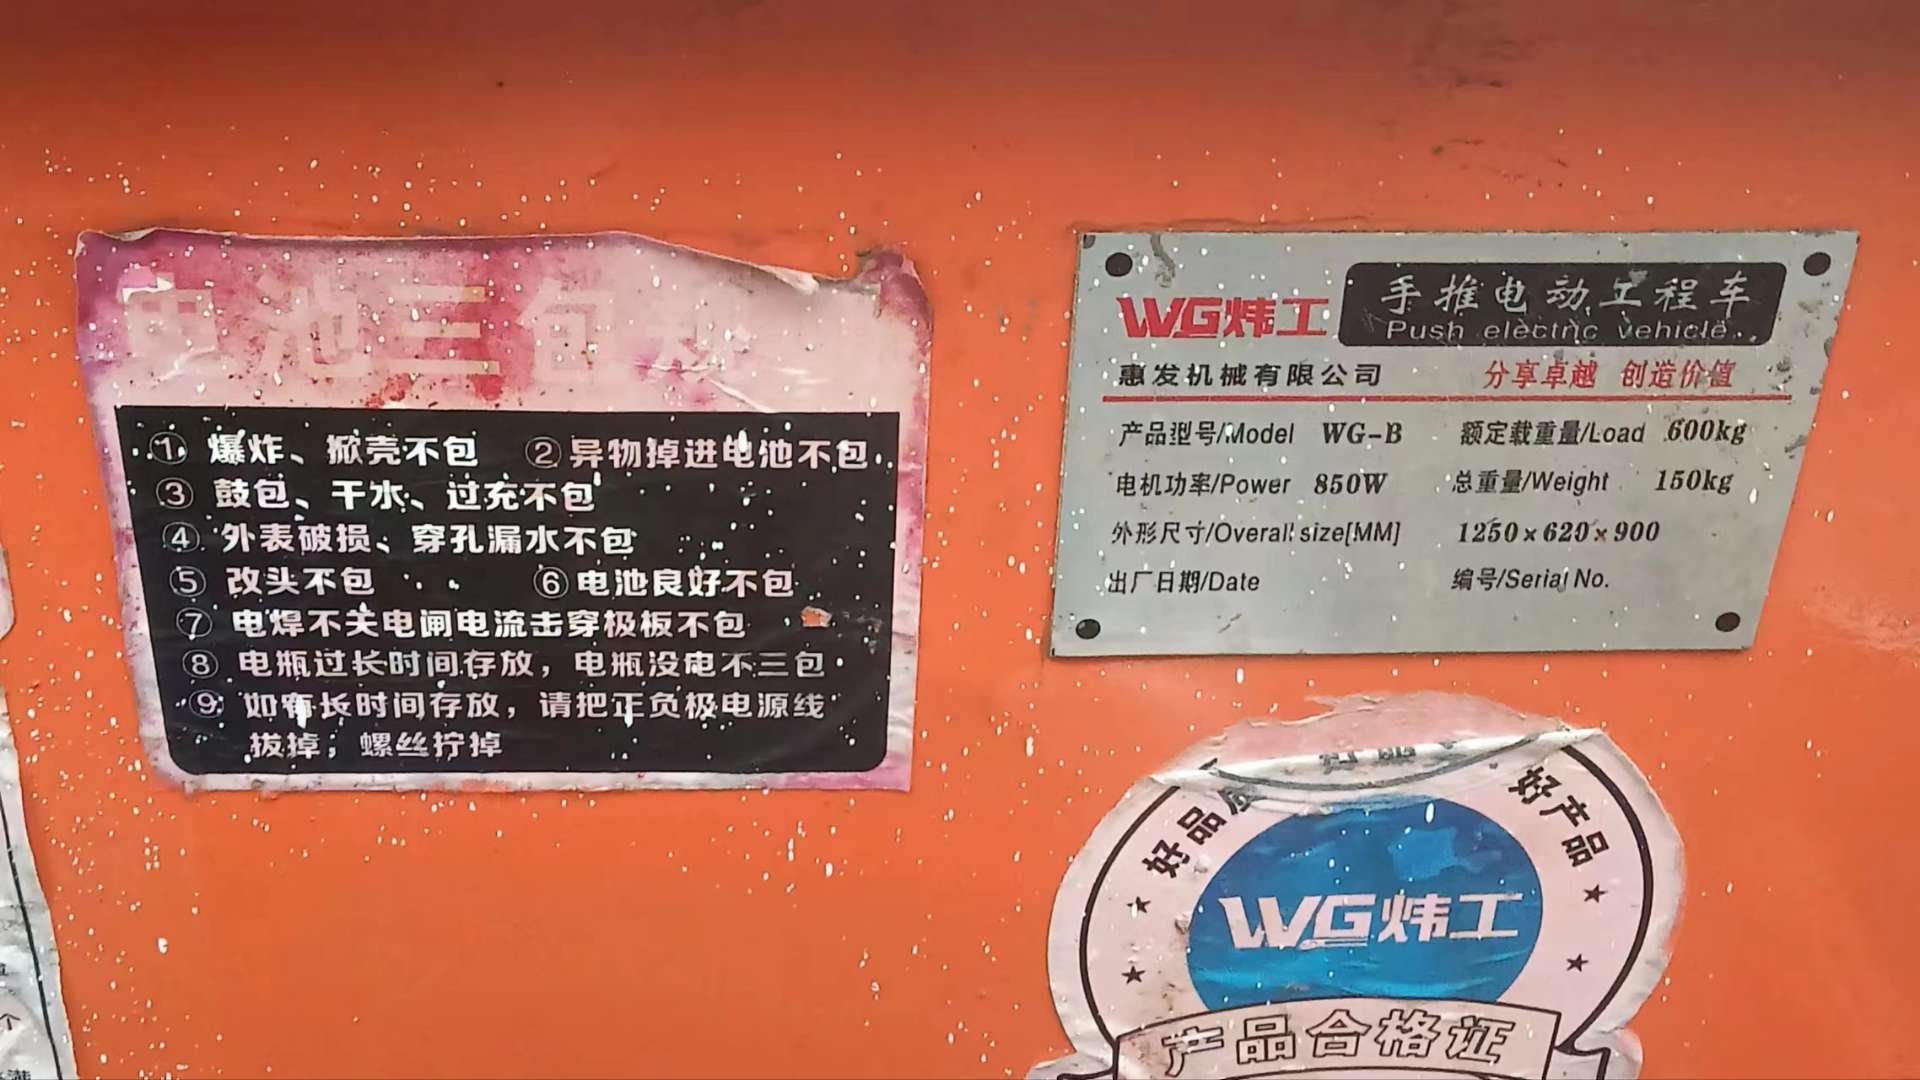 电池三包
① 爆炸、掀壳不包 ② 异物掉进电池不包
③ 鼓包、干水、过充不包
④ 外表破损、穿孔漏水不包
⑤ 改头不包 ⑥ 电池良好不包
⑦ 电焊不关电闸电流击穿极板不包
⑧ 电瓶过长时间存放，电瓶没电不三包
⑨ 如有长时间存放，请把正负极电源线
拔掉；螺丝拧掉
WG炜工 手推电动工程车
Push electric vehicle
惠发机械有限公司 分享卓越 创造价值
产品型号/Model WG-B 额定载重量/Load 600kg
电机功率/Power 850W 总重量/Weight 150kg
外形尺寸/Overall size[MM] 1250×620×900
出厂日期/Date 编号/Serial No.
好品质 好产品
WG炜工
产品合格证